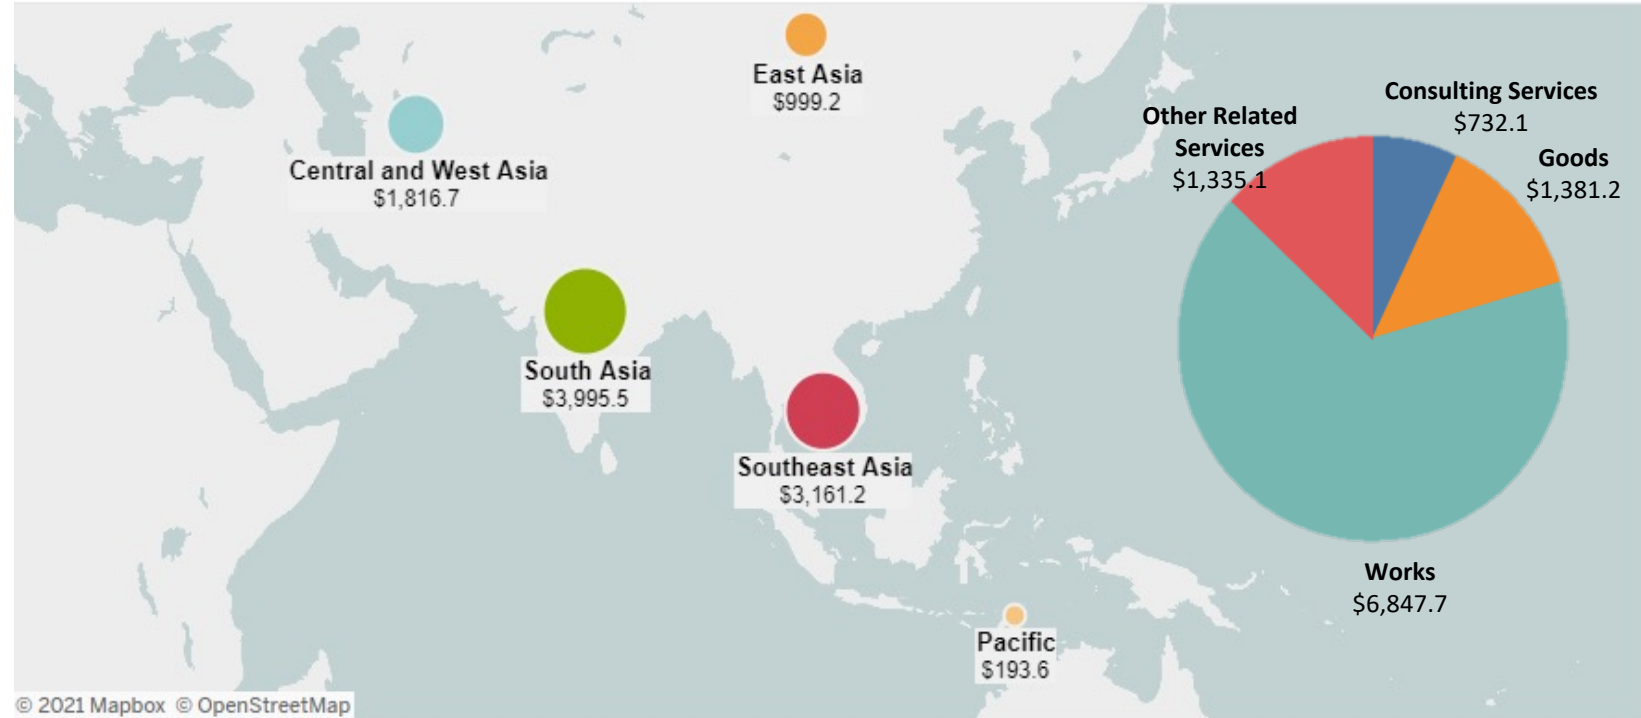 East Asia
$999.2
Central and West Asia
$1,816.7
South Asia
$3,995.5
Southeast Asia
$3,161.2
Pacific
$193.6
Consulting Services
$732.1
Goods
$1,381.2
Other Related
Services
$1,335.1
Works
$6,847.7
© 2021 Mapbox © OpenStreetMap